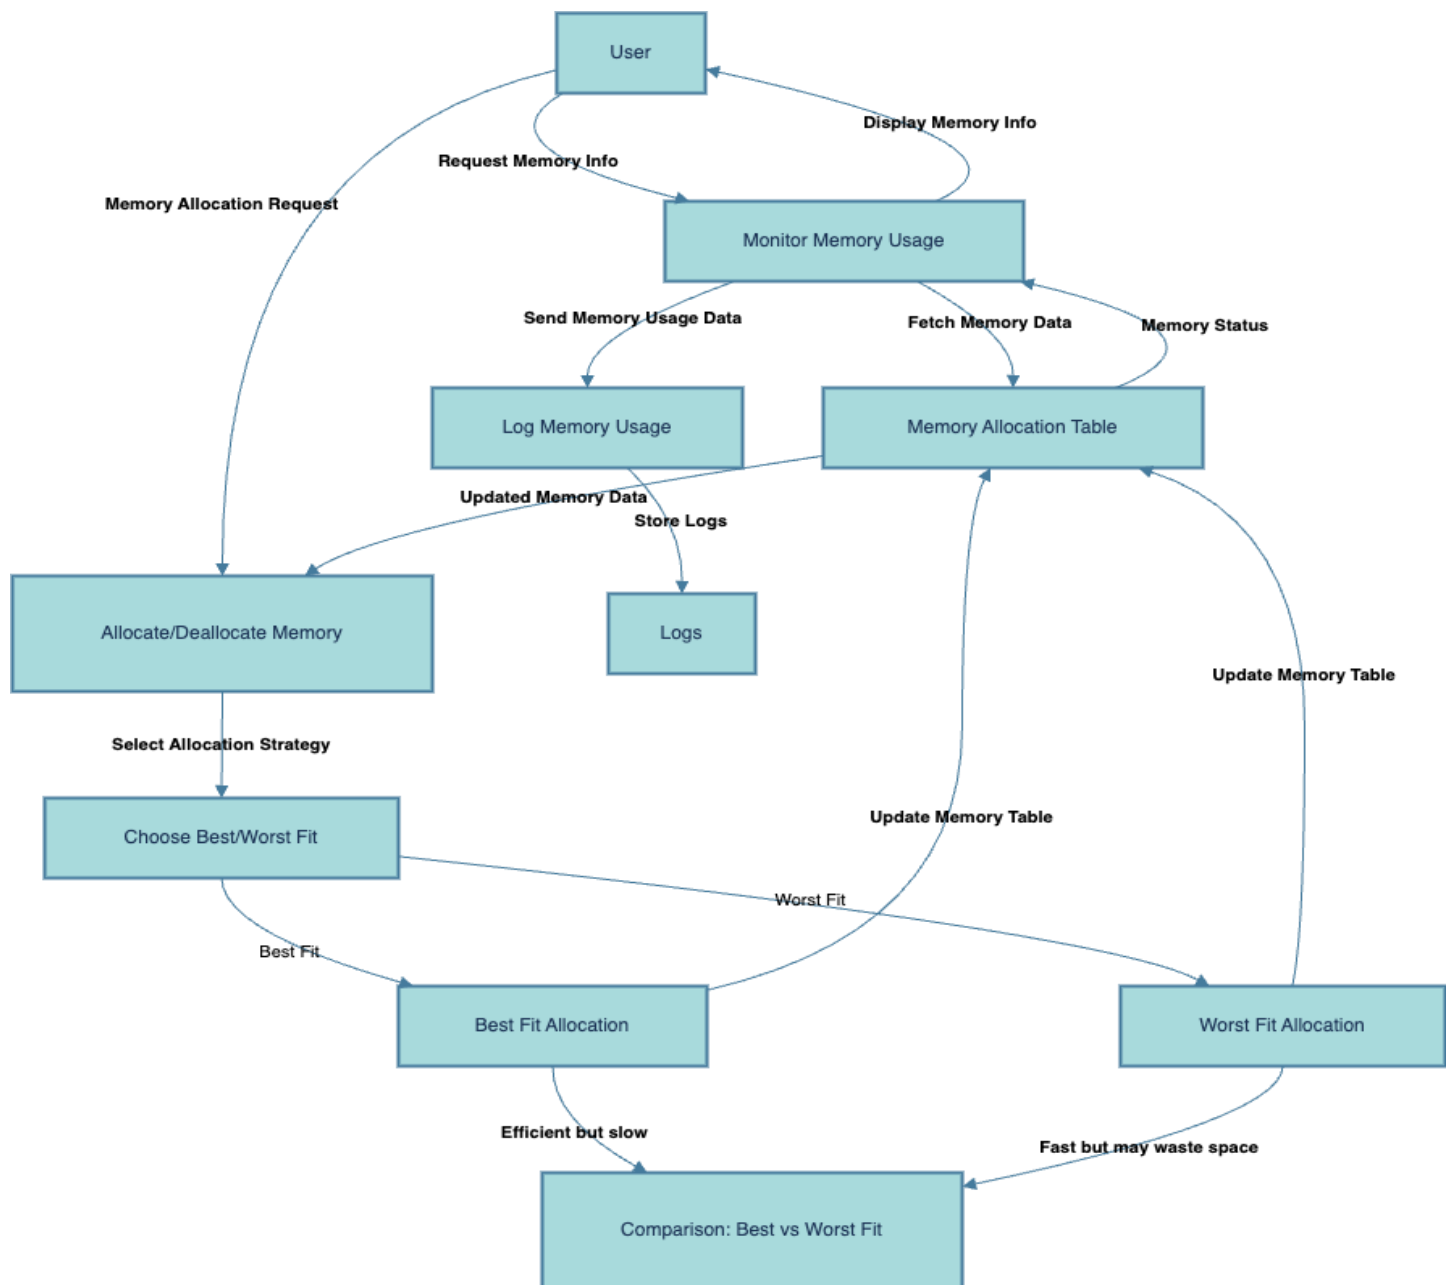 User
Display Memory Info
Request Memory Info
Memory Allocation Request
Monitor Memory Usage
Send Memory Usage Data
Fetch Memory Data
Memory Status
Log Memory Usage
Memory Allocation Table
Updated Memory Data
Store Logs
Allocate/Deallocate Memory
Logs
Update Memory Table
Select Allocation Strategy
Update Memory Table
Choose Best/Worst Fit
Worst Fit
Best Fit
Best Fit Allocation
Worst Fit Allocation
Efficient but slow
Fast but may waste space
Comparison: Best vs Worst Fit